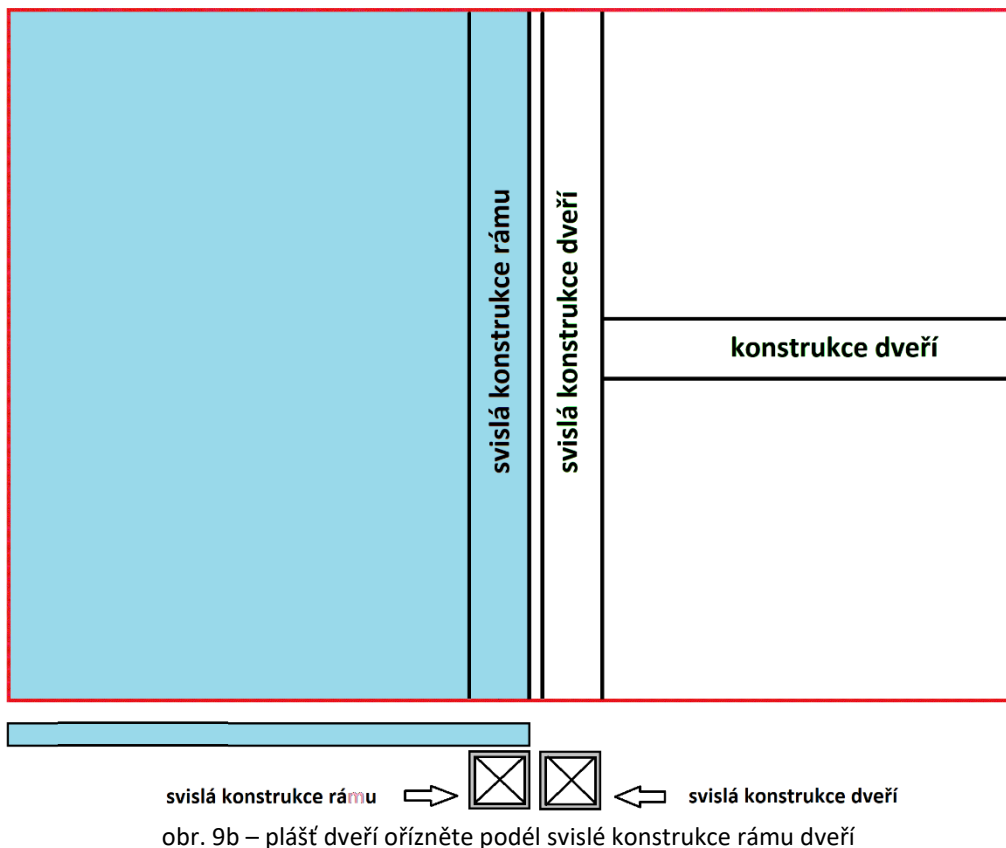 svislá konstrukce rámu
svislá konstrukce dveří
konstrukce dveří
svislá konstrukce rámu
svislá konstrukce dveří
obr. 9b – plášť dveří ořízněte podél svislé konstrukce rámu dveří